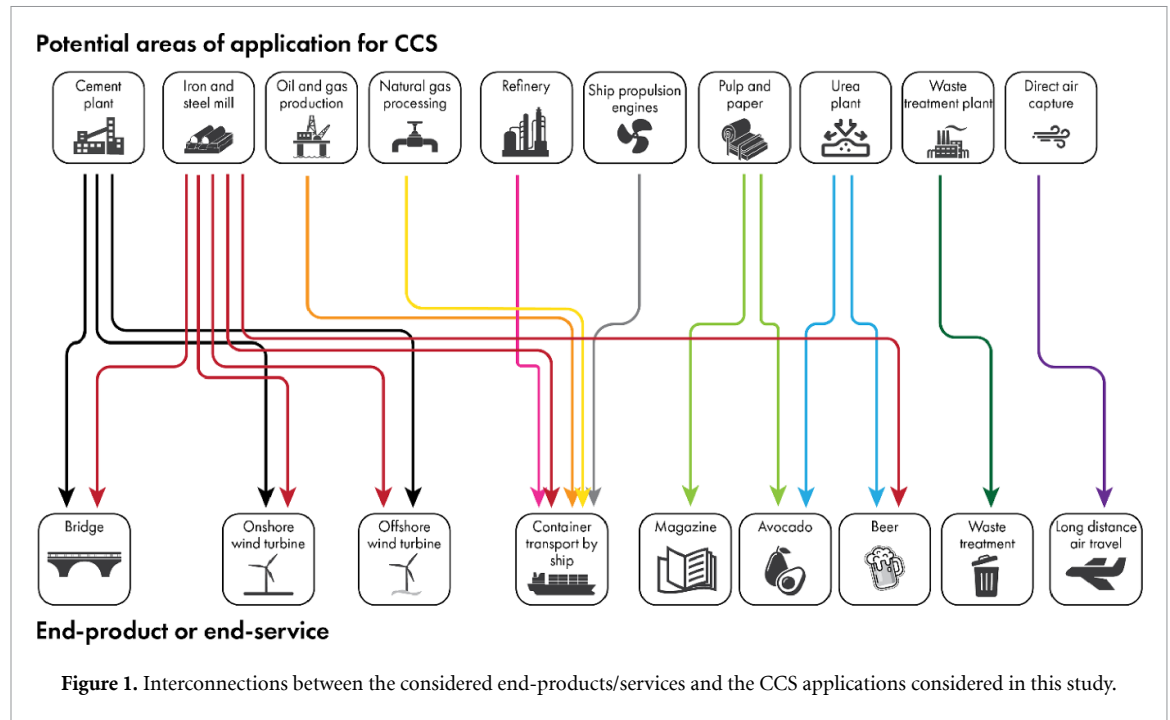 Potential areas of application for CCS
Cement
plant
Iron and
steel mill
Oil and gas
production
Natural gas
processing
Refinery
Ship propulsion
engines
Pulp and
paper
Urea
plant
Waste
treatment plant
Direct air
capture
Bridge
Onshore
wind turbine
Offshore
wind turbine
Container
transport by
ship
Magazine
Avocado
Beer
Waste
treatment
Long distance
air travel
End-product or end-service
Figure 1. Interconnections between the considered end-products/services and the CCS applications considered in this study.